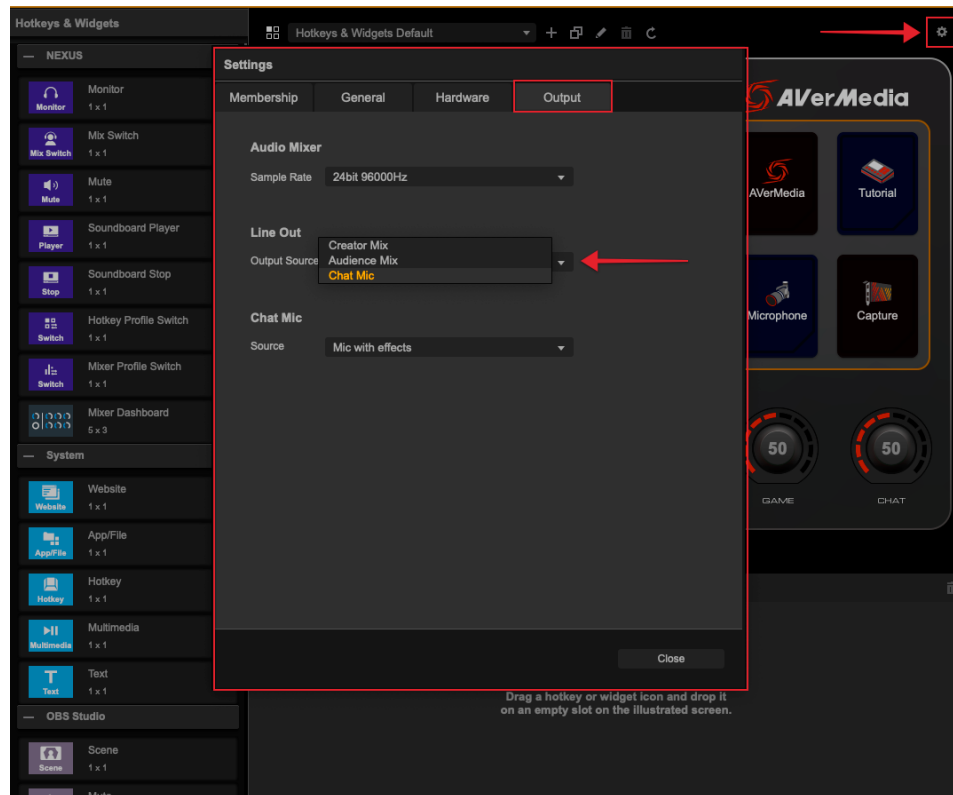 Hotkeys & Widgets
Hotkeys & Widgets Default
NEXUS
Monitor
Monitor
1 x 1
Mix Switch
Mix Switch
1 x 1
Mute
Mute
1 x 1
Player
Soundboard Player
1 x 1
Stop
Soundboard Stop
1 x 1
Switch
Hotkey Profile Switch
1 x 1
Switch
Mixer Profile Switch
1 x 1
Mixer Dashboard
5 x 3
System
Website
Website
1 x 1
App/File
App/File
1 x 1
Hotkey
Hotkey
1 x 1
Multimedia
Multimedia
1 x 1
Text
Text
1 x 1
OBS Studio
Scene
Scene
1 x 1
Settings
Membership
General
Hardware
Output
Audio Mixer
Sample Rate
24bit 96000Hz
Line Out
Output Source
Creator Mix
Audience Mix
Chat Mic
Chat Mic
Source
Mic with effects
Close
AVerMedia
AVerMedia
Tutorial
Microphone
Capture
50
50
GAME
CHAT
Drag a hotkey or widget icon and drop it
on an empty slot on the illustrated screen.